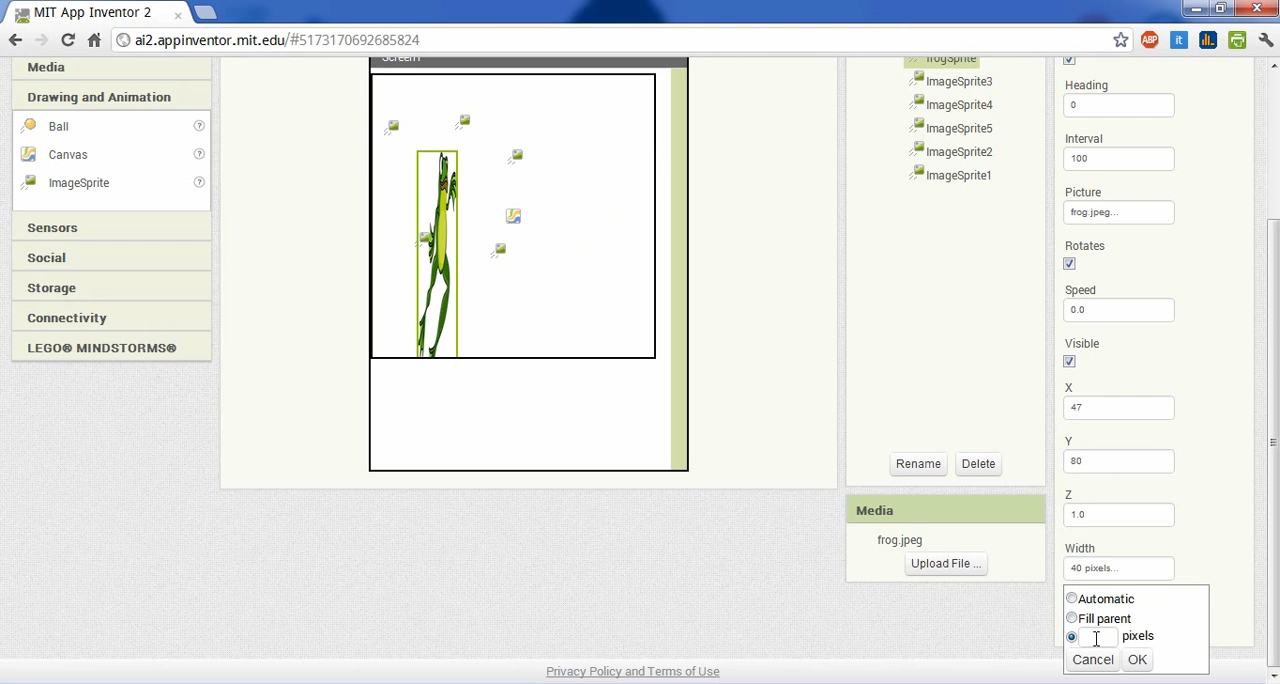 MIT App Inventor 2
ai2.appinventor.mit.edu/#5173170692685824
ABP
it
Media
Drawing and Animation
Ball
?
Canvas
?
ImageSprite
?
Sensors
Social
Storage
Connectivity
LEGO® MINDSTORMS®
Screen1
frogSprite
ImageSprite3
ImageSprite4
ImageSprite5
ImageSprite2
ImageSprite1
Rename
Delete
Media
frog.jpeg
Upload File ...
Heading
0
Interval
100
Picture
frog.jpeg...
Rotates
Speed
0.0
Visible
X
47
Y
80
Z
1.0
Width
40 pixels...
Automatic
Fill parent
pixels
Cancel
OK
Privacy Policy and Terms of Use